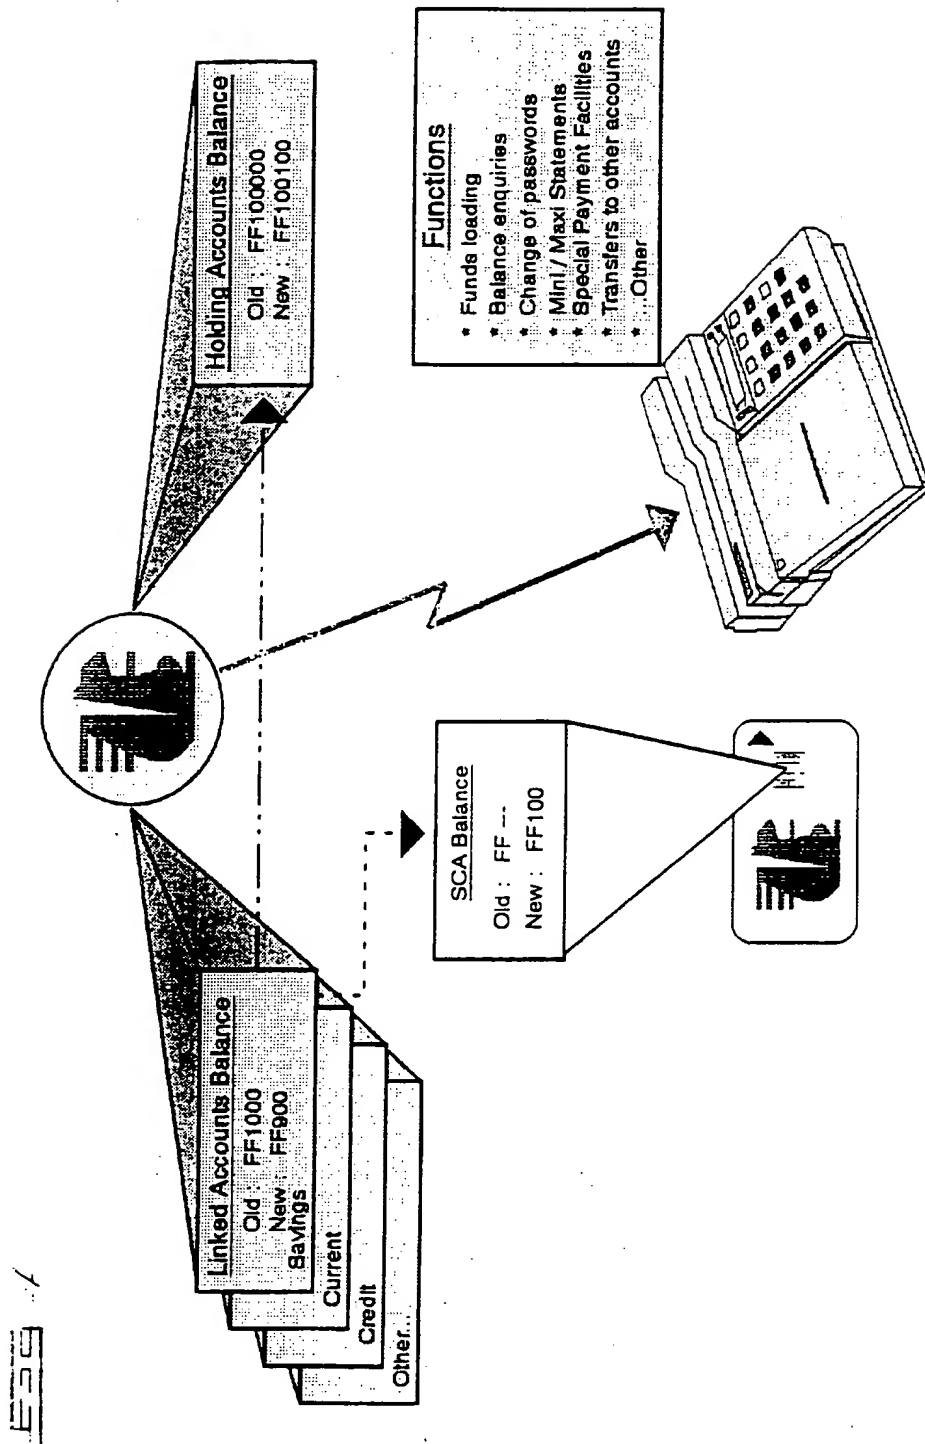 Linked Accounts Balance
Old : FF1000
New : FF900
Savings
Current
Credit
Other...
Holding Accounts Balance
Old : FF100000
New : FF100100
SCA Balance
Old : FF ---
New : FF100
Functions
* Funds loading
* Balance enquiries
* Change of passwords
* Mini / Maxi Statements
* Special Payment Facilities
* Transfers to other accounts
* ...Other